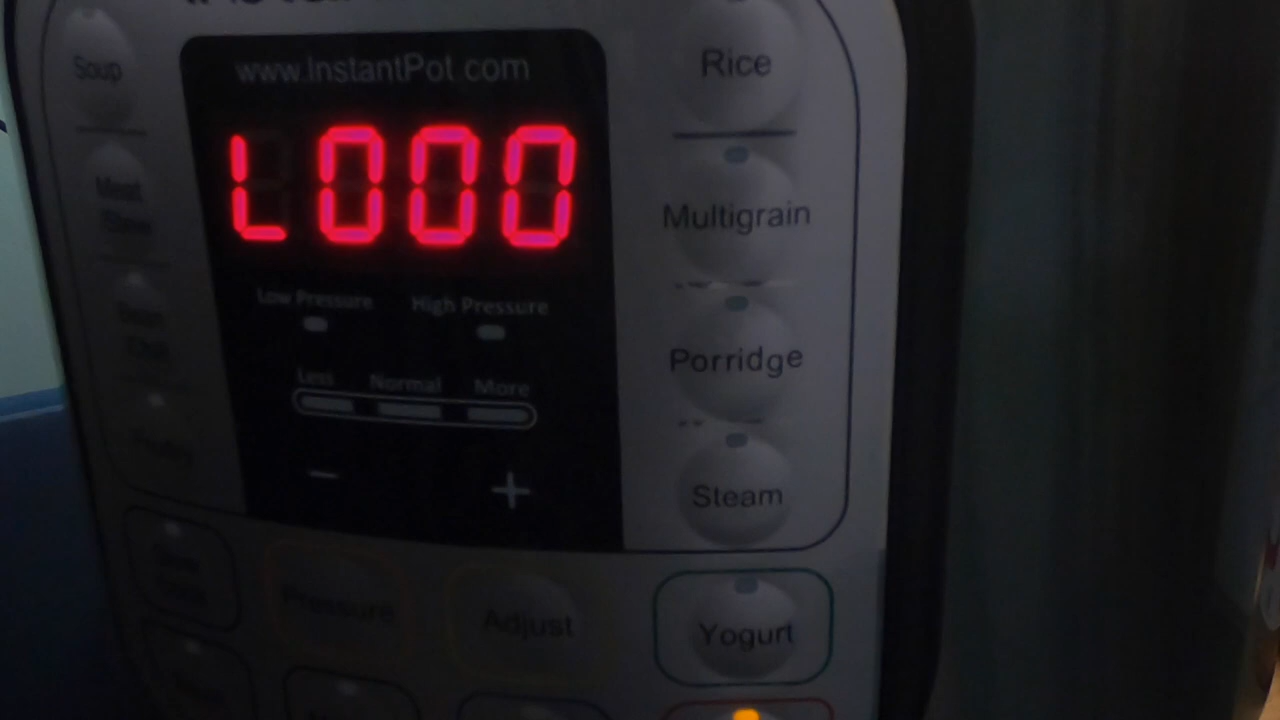 Soup
www.InstantPot.com
Rice
L000
Meat
Multigrain
Low Pressure High Pressure
Porridge
Less Normal More
- +
Steam
Pressure
Adjust
Yogurt